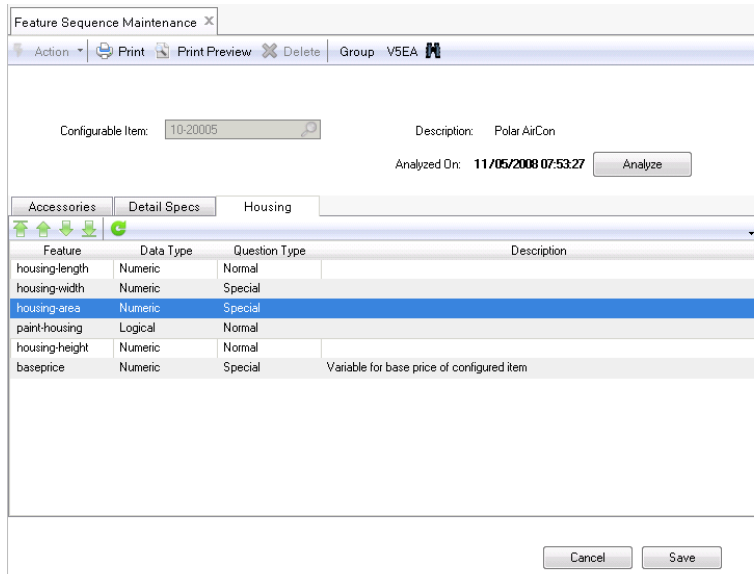 Feature Sequence Maintenance X
Action Print Print Preview Delete Group V5EA
Configurable Item: 10-20005 Description: Polar AirCon
Analyzed On: 11/05/2008 07:53:27 Analyze
Accessories Detail Specs Housing
Feature Data Type Question Type Description
housing-length Numeric Normal
housing-width Numeric Special
housing-area Numeric Special
paint-housing Logical Normal
housing-height Numeric Normal
baseprice Numeric Special Variable for base price of configured item
Cancel Save